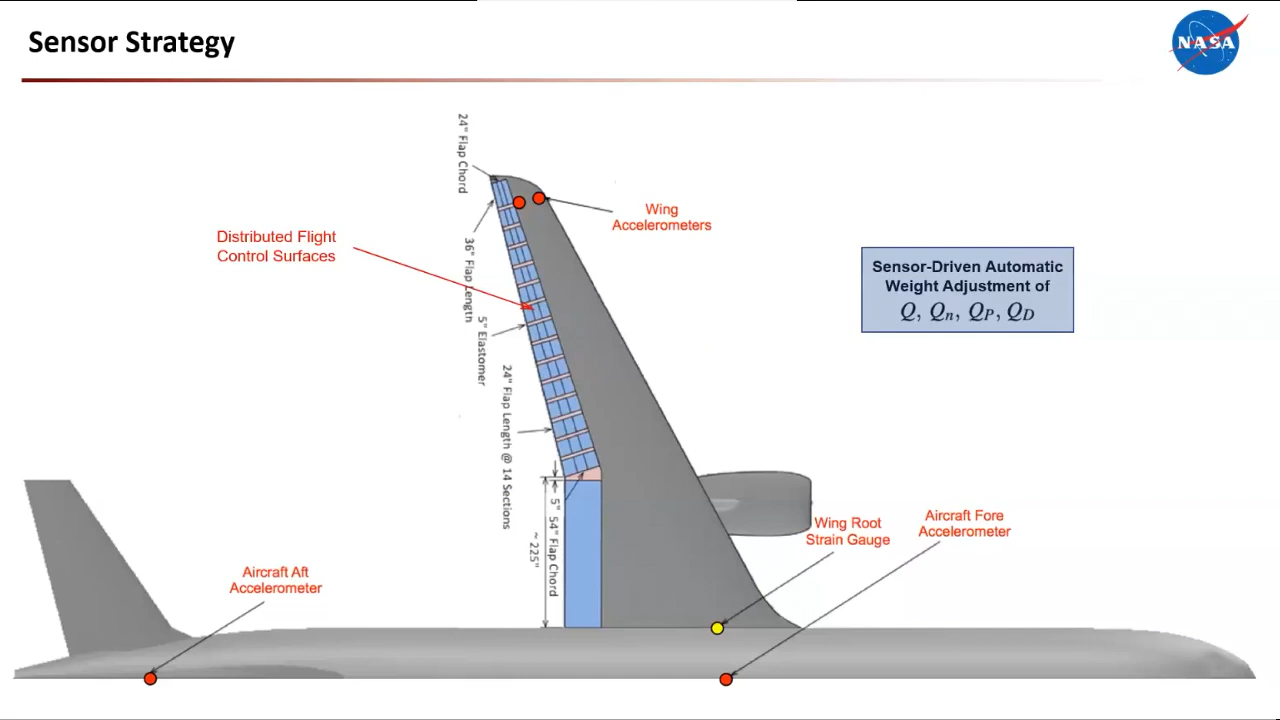 Sensor Strategy
NASA
24" Flap Chord
Wing
Accelerometers
Distributed Flight
Control Surfaces
36" Flap Length
Sensor-Driven Automatic
Weight Adjustment of
Q, Qn, QP, QD
5" Elastomer
24" Flap Length @ 14 Sections
5"
54" Flap Chord
~ 225"
Wing Root
Strain Gauge
Aircraft Fore
Accelerometer
Aircraft Aft
Accelerometer